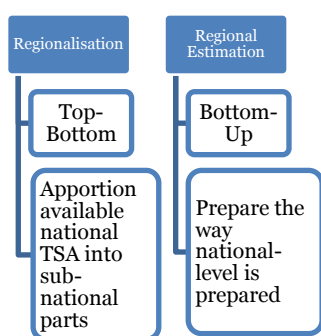 Regionalisation
Top-
Bottom
Apportion
available
national
TSA into
sub-
national
parts
Regional
Estimation
Bottom-
Up
Prepare the
way
national-
level is
prepared